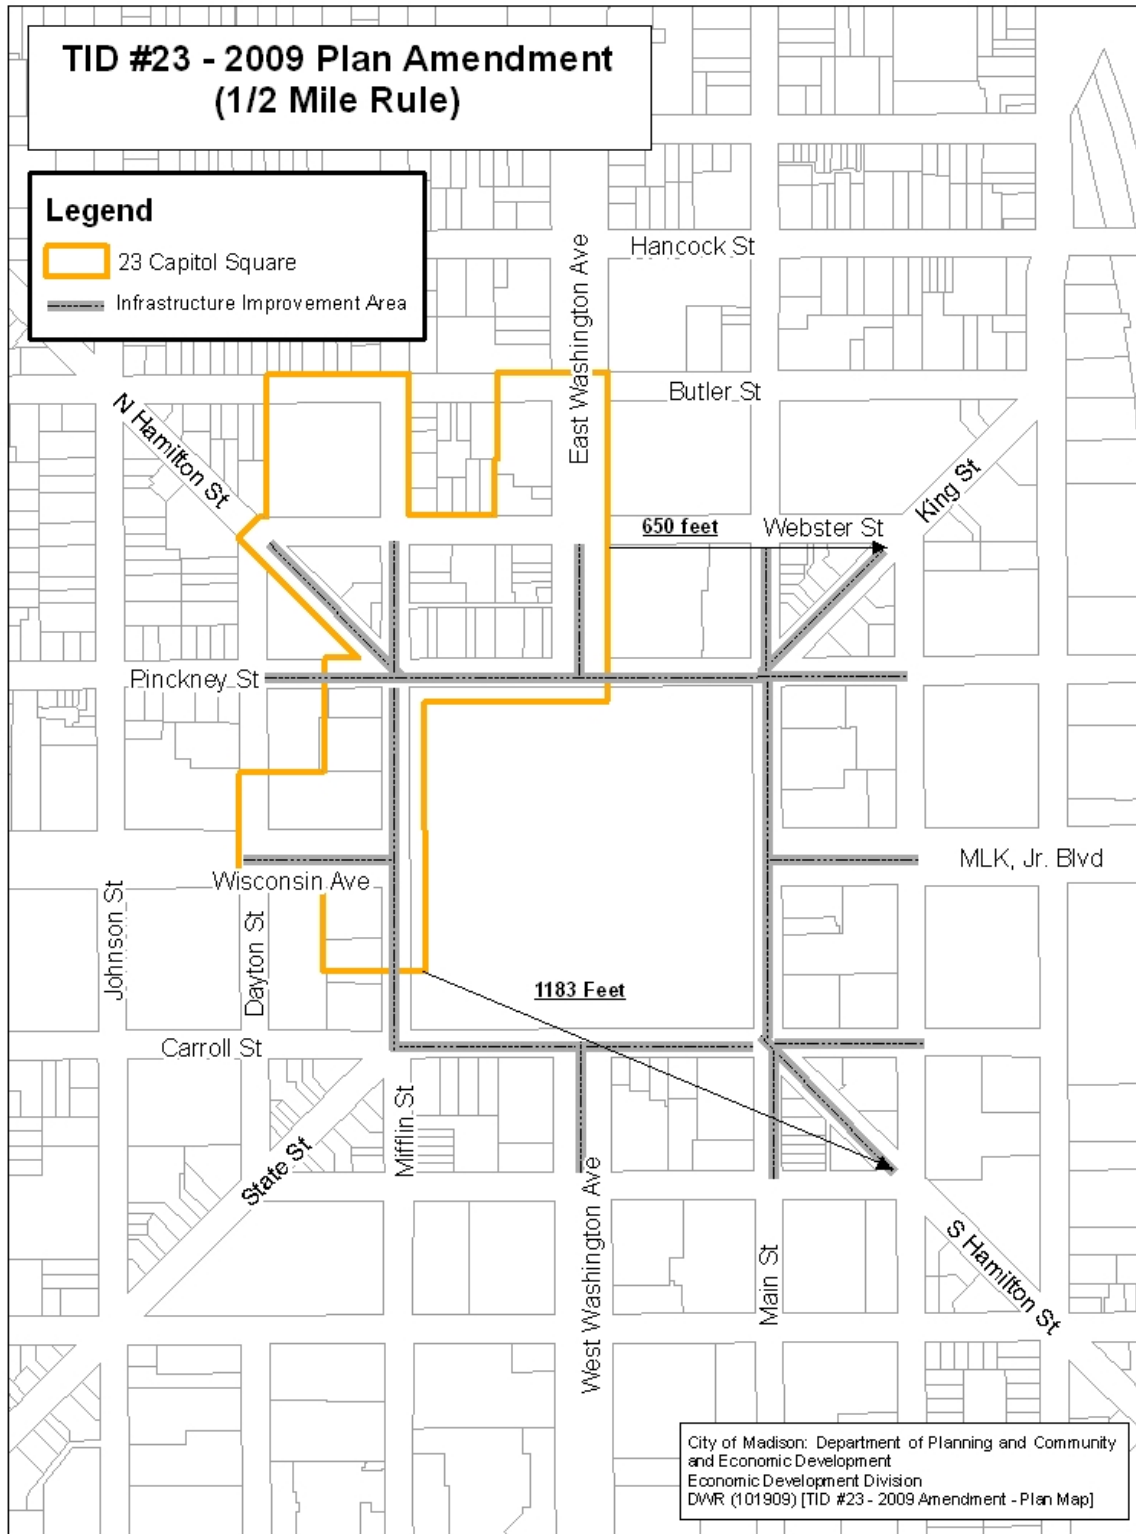 TID #23 - 2009 Plan Amendment
(1/2 Mile Rule)
Legend
23 Capitol Square
Infrastructure Improvement Area
Hancock St
East Washington Ave
Butler St
N Hamilton St
King St
650 feet
Webster St
Pinckney St
MLK, Jr. Blvd
Wisconsin Ave
Johnson St
Dayton St
1183 Feet
Carroll St
Mifflin St
State St
West Washington Ave
Main St
S Hamilton St
City of Madison: Department of Planning and Community
and Economic Development
Economic Development Division
DWR (101909) [TID #23 - 2009 Amendment - Plan Map]